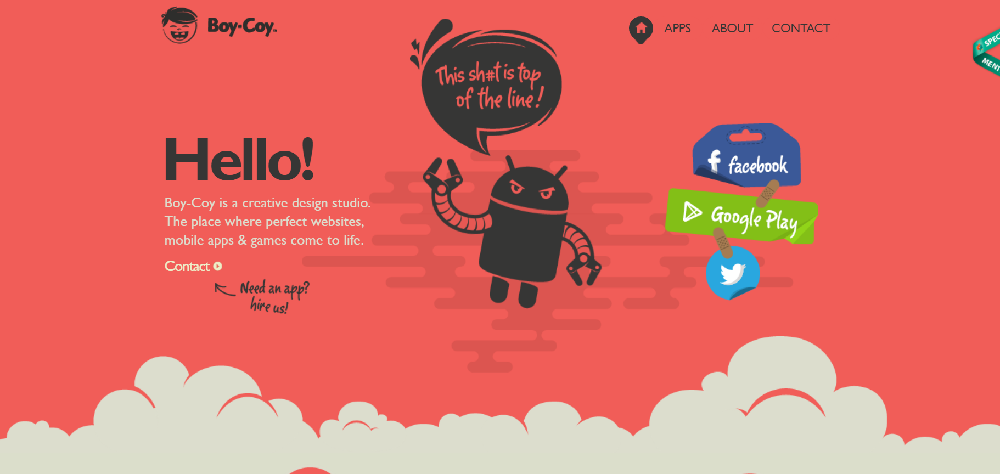 Boy-Coy™
APPS
ABOUT
CONTACT
This sh#t is top
of the line!
Hello!
Boy-Coy is a creative design studio.
The place where perfect websites,
mobile apps & games come to life.
Contact
Need an app?
hire us!
facebook
Google Play
SPEC
MENT